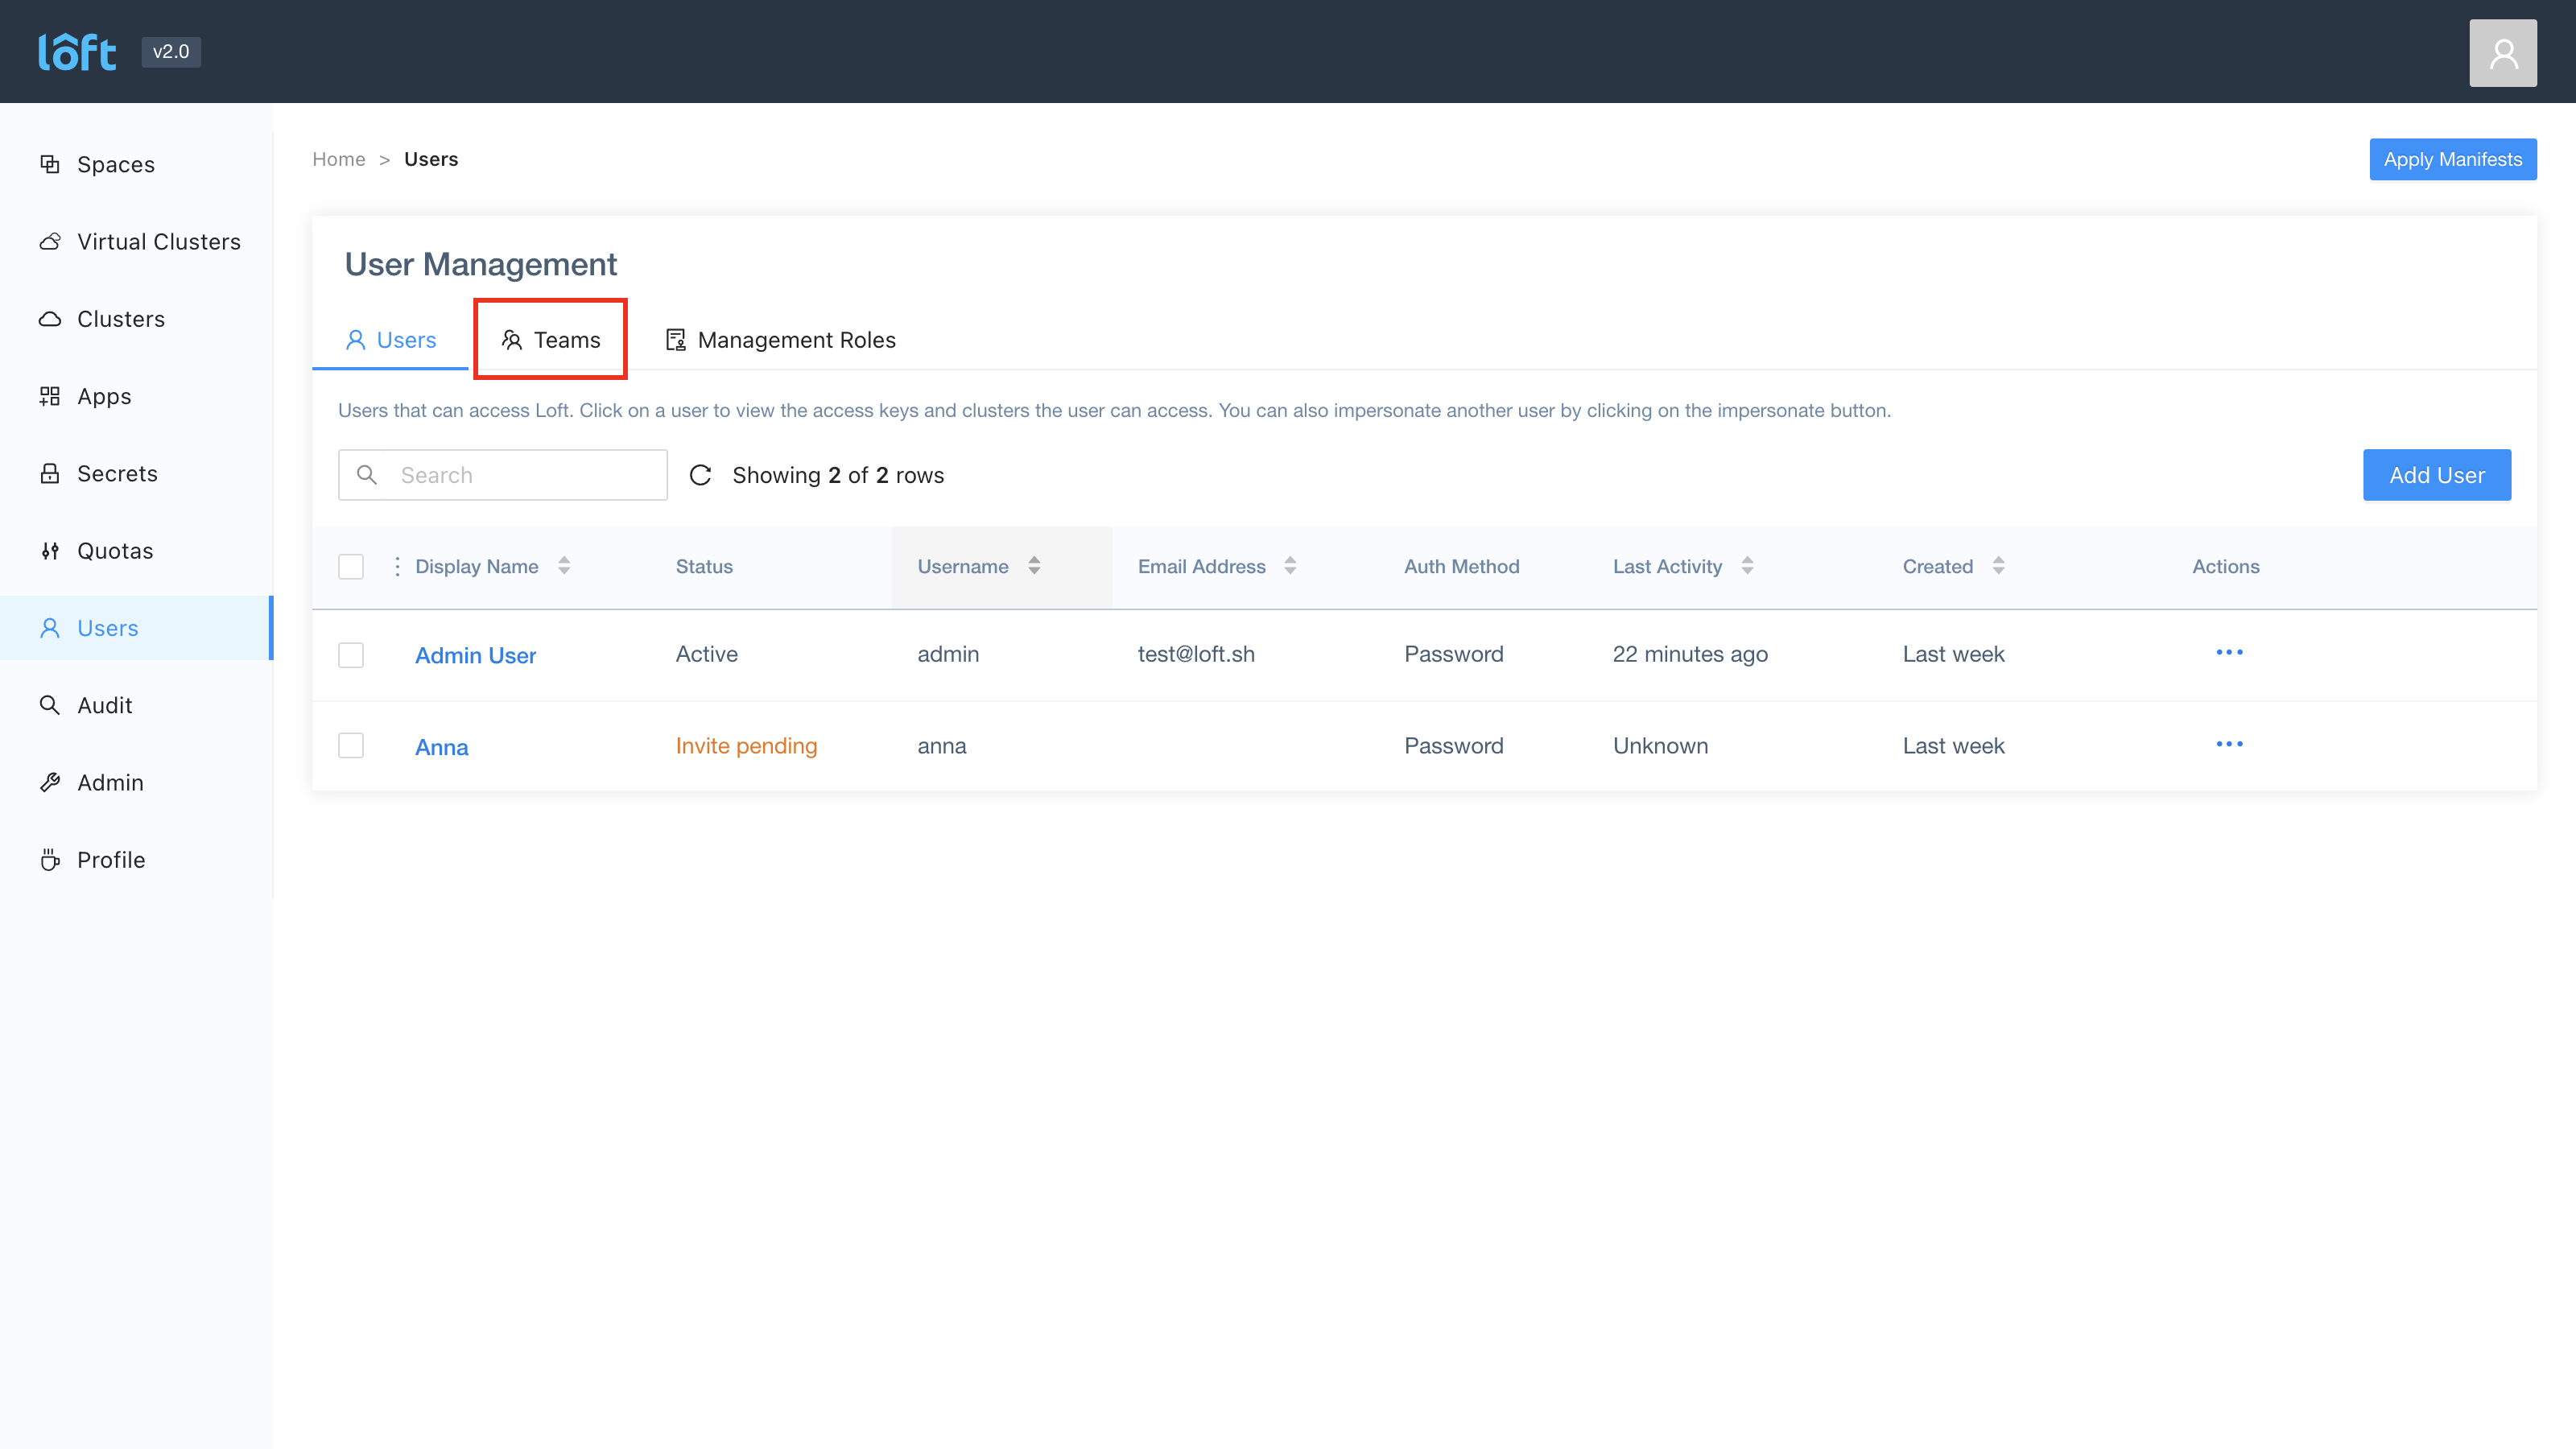 lôft v2.0
Spaces
Virtual Clusters
Clusters
Apps
Secrets
Quotas
Users
Audit
Admin
Profile
Home > Users
Apply Manifests
User Management
Users Teams Management Roles
Users that can access Loft. Click on a user to view the access keys and clusters the user can access. You can also impersonate another user by clicking on the impersonate button.
Search Showing 2 of 2 rows Add User
Display Name Status Username Email Address Auth Method Last Activity Created Actions
Admin User Active admin test@loft.sh Password 22 minutes ago Last week
Anna Invite pending anna Password Unknown Last week